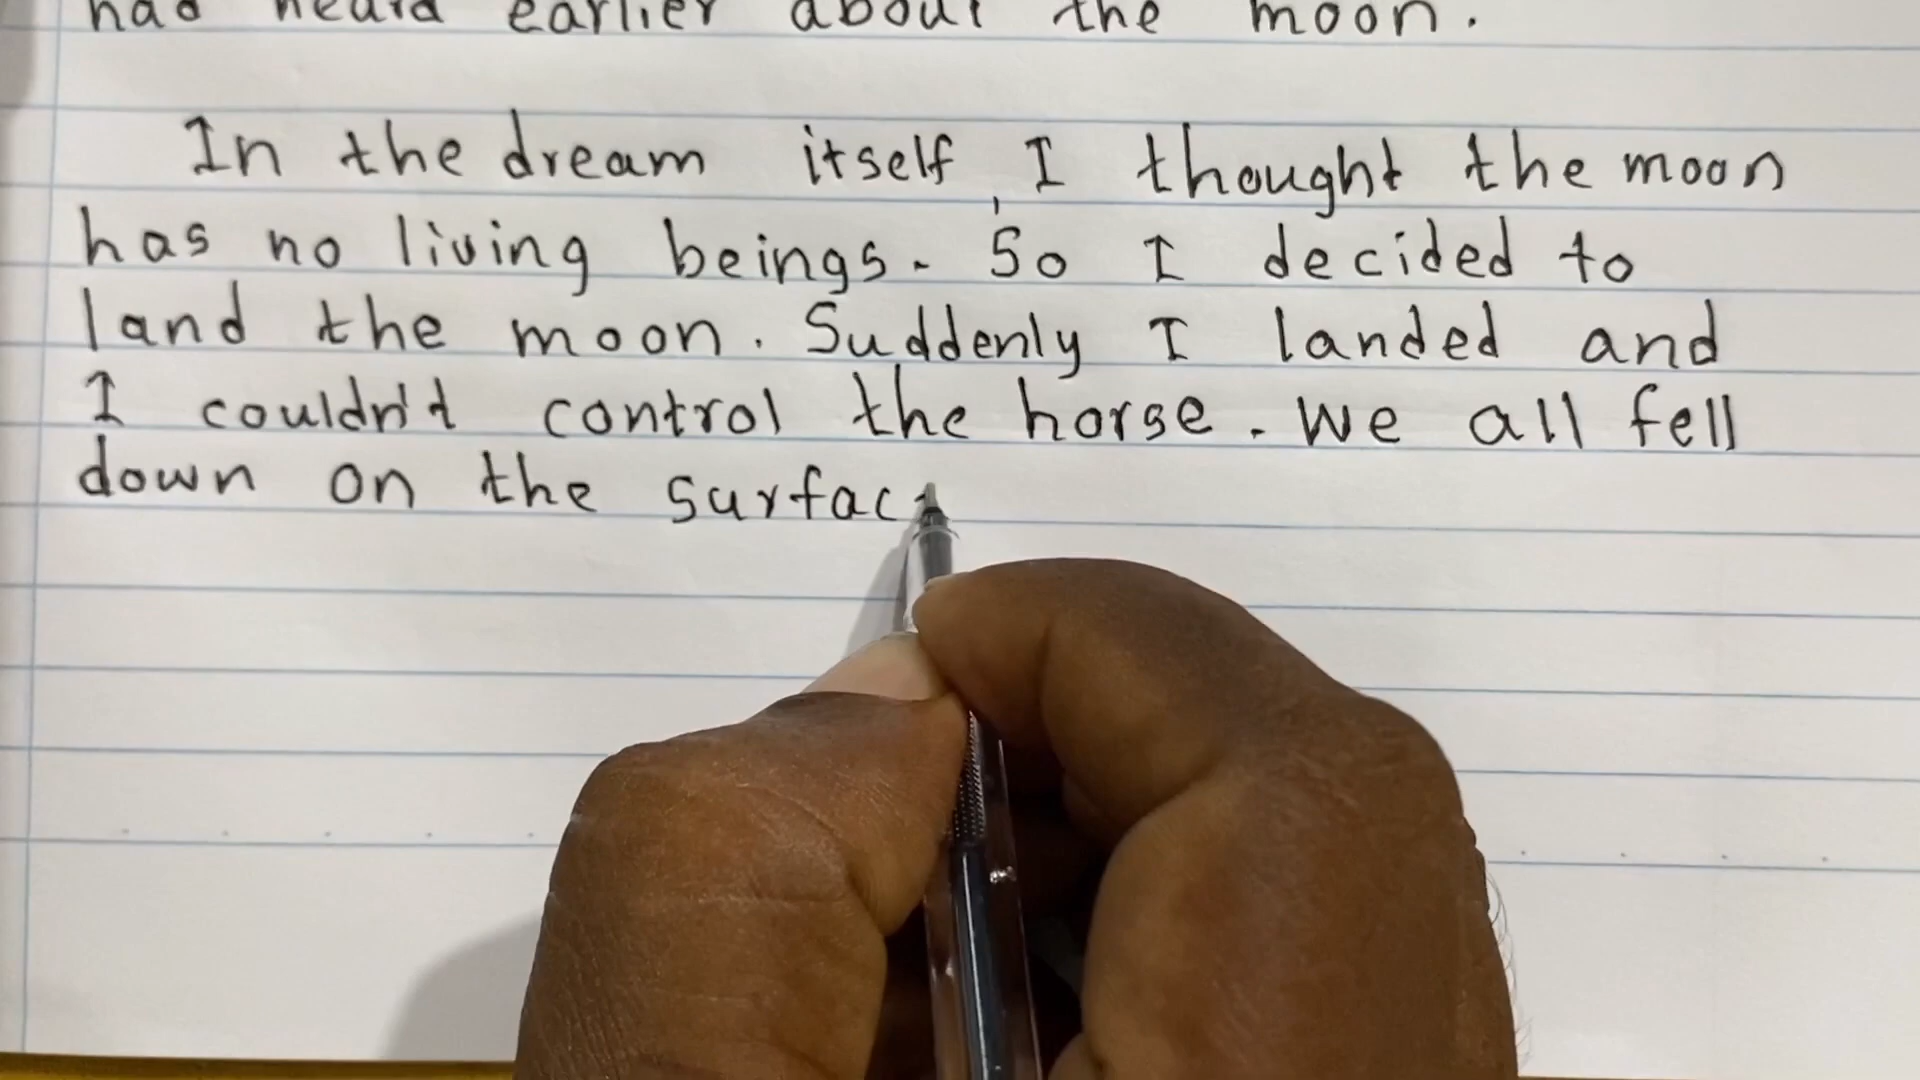 had heard earlier about the moon.
In the dream itself, I thought the moon
has no living beings. So I decided to
land the moon. Suddenly I landed and
I couldn't control the horse. We all fell
down on the surfac